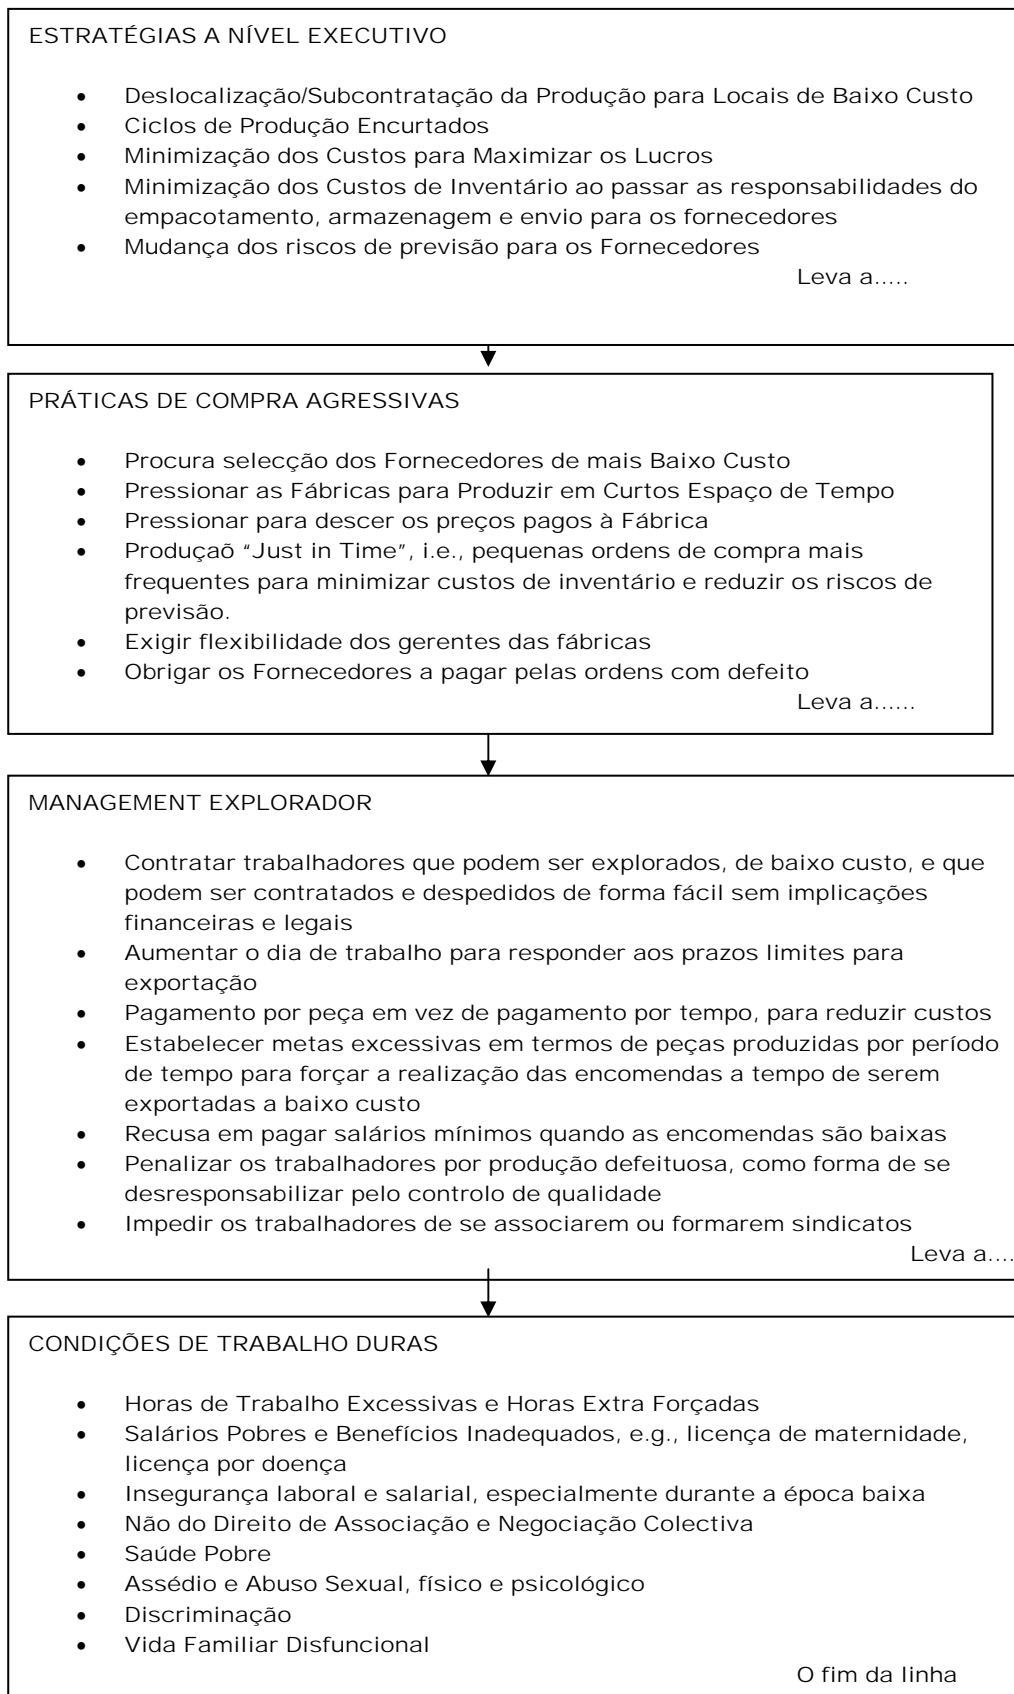 ESTRATÉGIAS A NÍVEL EXECUTIVO
• Deslocalização/Subcontratação da Produção para Locais de Baixo Custo
• Ciclos de Produção Encurtados
• Minimização dos Custos para Maximizar os Lucros
• Minimização dos Custos de Inventário ao passar as responsabilidades do
empacotamento, armazenagem e envio para os fornecedores
• Mudança dos riscos de previsão para os Fornecedores
Leva a.....
PRÁTICAS DE COMPRA AGRESSIVAS
• Procura selecção dos Fornecedores de mais Baixo Custo
• Pressionar as Fábricas para Produzir em Curtos Espaço de Tempo
• Pressionar para descer os preços pagos à Fábrica
• Produçaõ “Just in Time”, i.e., pequenas ordens de compra mais
frequentes para minimizar custos de inventário e reduzir os riscos de
previsão.
• Exigir flexibilidade dos gerentes das fábricas
• Obrigar os Fornecedores a pagar pelas ordens com defeito
Leva a......
MANAGEMENT EXPLORADOR
• Contratar trabalhadores que podem ser explorados, de baixo custo, e que
podem ser contratados e despedidos de forma fácil sem implicações
financeiras e legais
• Aumentar o dia de trabalho para responder aos prazos limites para
exportação
• Pagamento por peça em vez de pagamento por tempo, para reduzir custos
• Estabelecer metas excessivas em termos de peças produzidas por período
de tempo para forçar a realização das encomendas a tempo de serem
exportadas a baixo custo
• Recusa em pagar salários mínimos quando as encomendas são baixas
• Penalizar os trabalhadores por produção defeituosa, como forma de se
desresponsabilizar pelo controlo de qualidade
• Impedir os trabalhadores de se associarem ou formarem sindicatos
Leva a....
CONDIÇÕES DE TRABALHO DURAS
• Horas de Trabalho Excessivas e Horas Extra Forçadas
• Salários Pobres e Benefícios Inadequados, e.g., licença de maternidade,
licença por doença
• Insegurança laboral e salarial, especialmente durante a época baixa
• Não do Direito de Associação e Negociação Colectiva
• Saúde Pobre
• Assédio e Abuso Sexual, físico e psicológico
• Discriminação
• Vida Familiar Disfuncional
O fim da linha